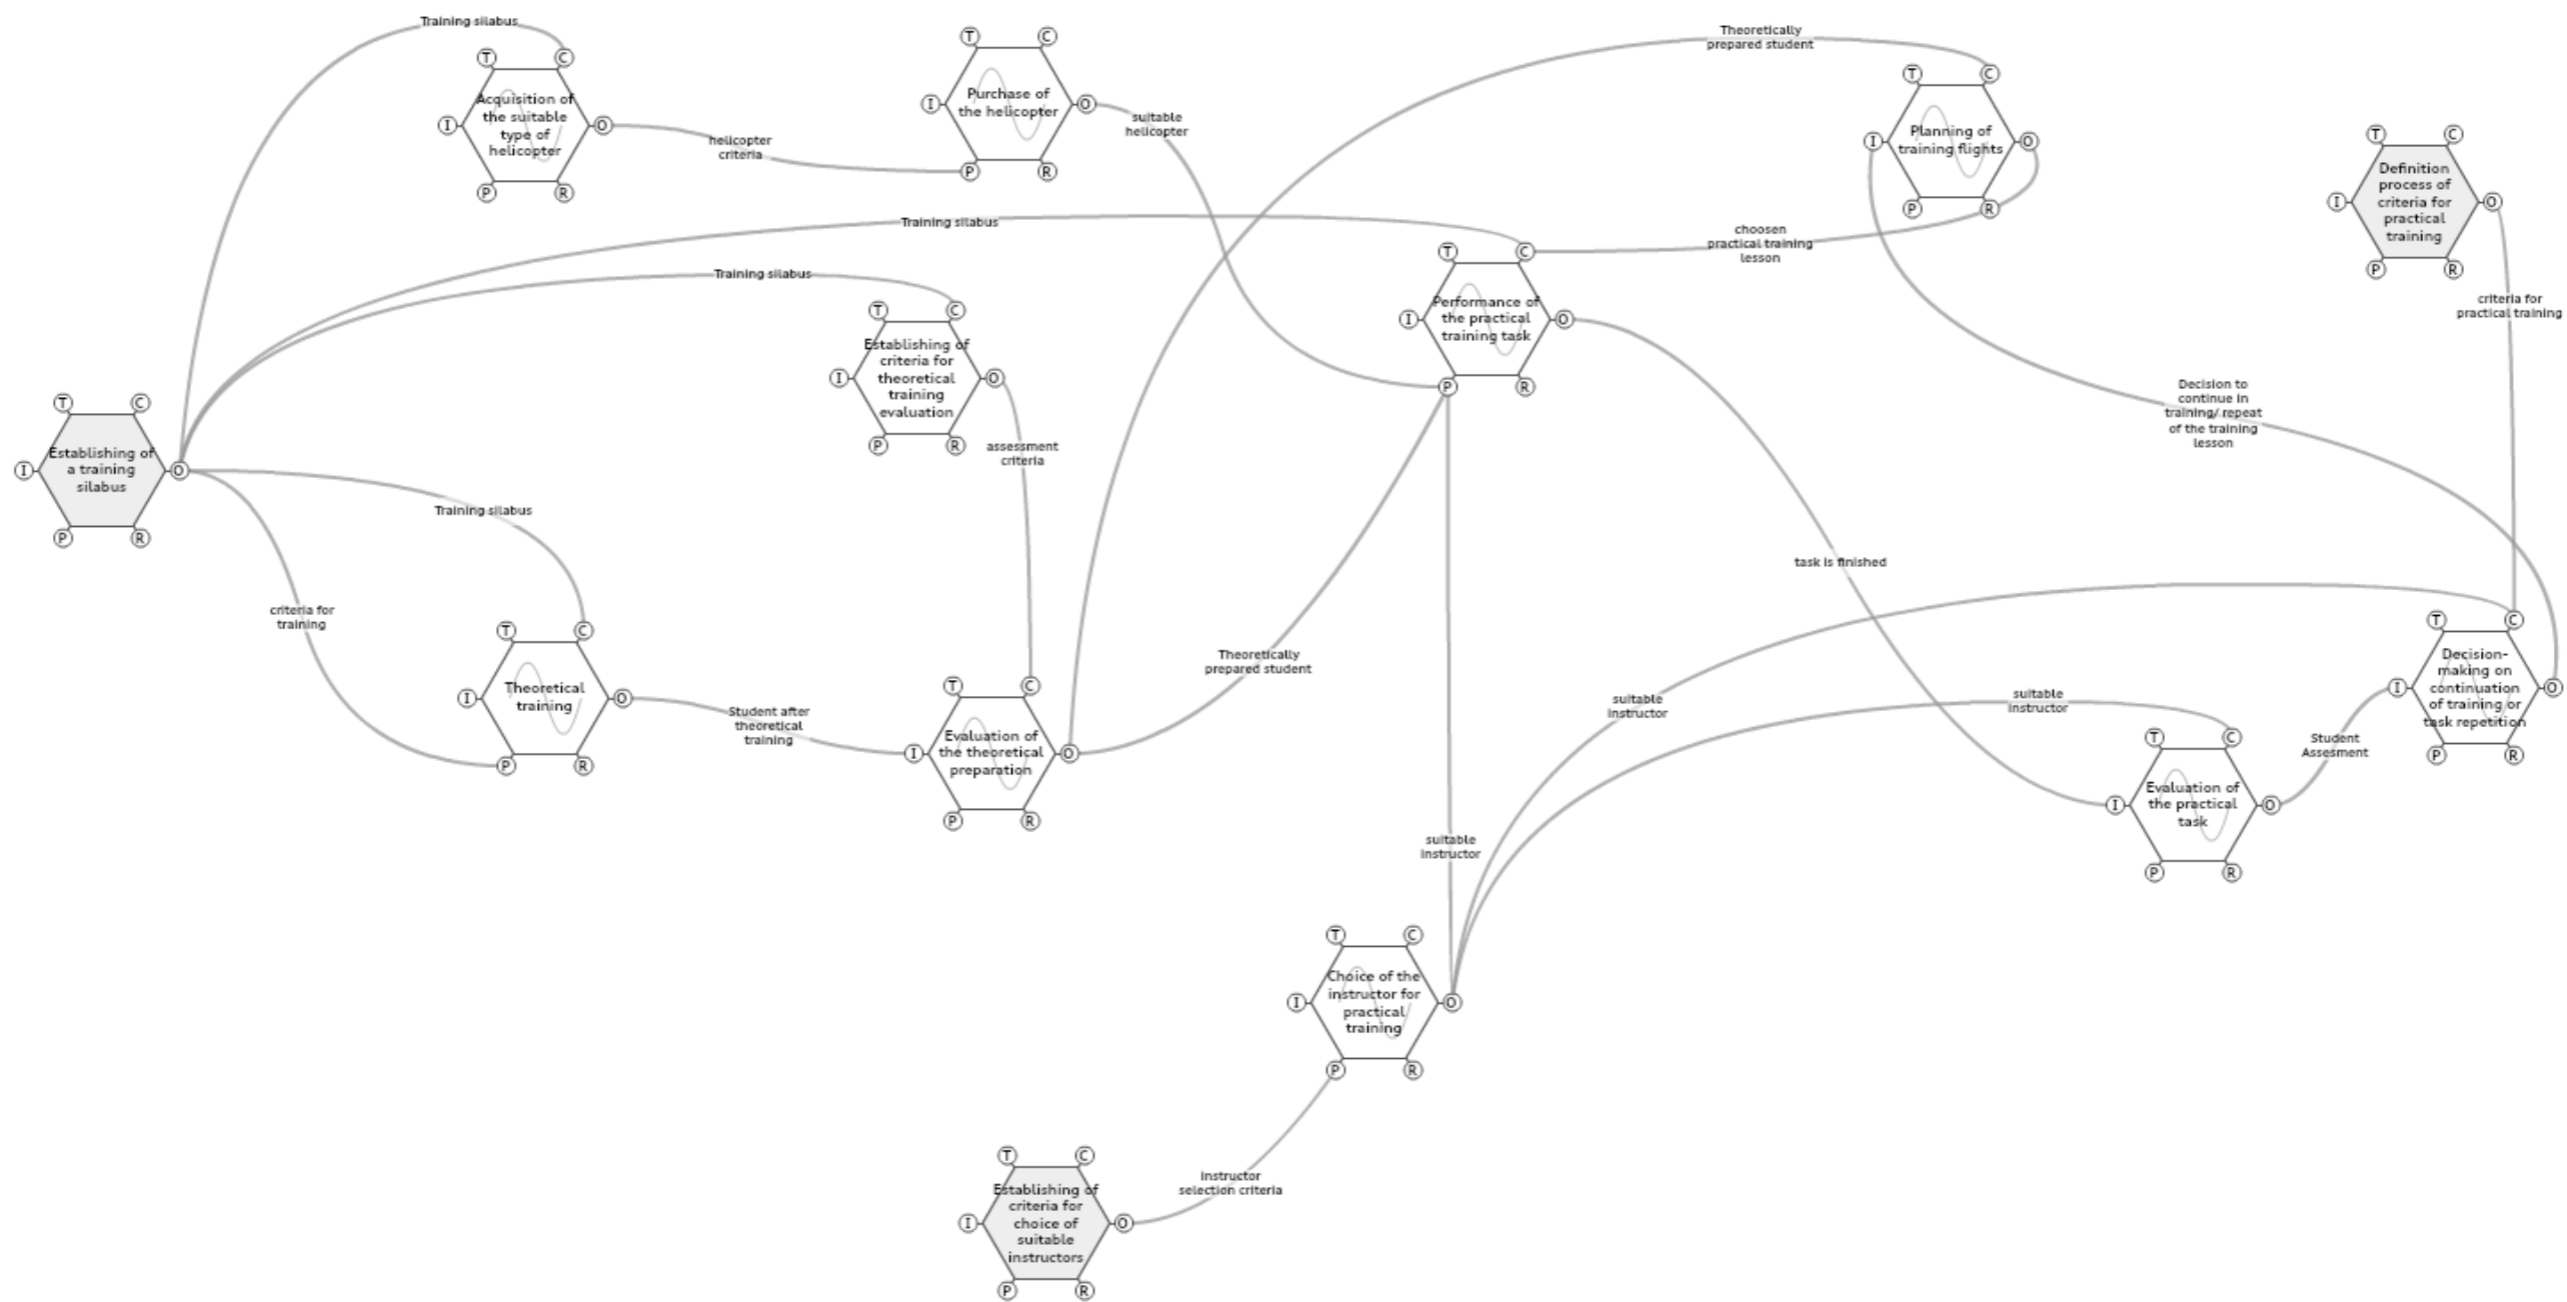 Training silabus
T
C
Acquisition of
the suitable
type of
helicopter
I
O
P
R
helicopter
criteria
T
C
Purchase of
the helicopter
I
O
P
R
suitable
helicopter
Theoretically
prepared student
T
C
Planning of
training flights
I
O
P
R
choosen
practical training
lesson
T
C
Definition
process of
criteria for
practical
training
I
O
P
R
criteria for
practical training
Training silabus
Training silabus
T
C
Performance of
the practical
training task
I
O
P
R
T
C
Establishing of
criteria for
theoretical
training
evaluation
I
O
P
R
assessment
criteria
Decision to
continue in
training/ repeat
of the training
lesson
T
C
Establishing of
a training
silabus
I
O
P
R
Training silabus
criteria for
training
task is finished
T
C
Theoretical
training
I
O
P
R
Student after
theoretical
training
T
C
Evaluation of
the theoretical
preparation
I
O
P
R
Theoretically
prepared student
suitable
instructor
suitable
instructor
suitable
instructor
T
C
Decision-
making on
continuation
of training or
task repetition
I
O
P
R
Student
Assesment
T
C
Evaluation of
the practical
task
I
O
P
R
T
C
Choice of the
instructor for
practical
training
I
O
P
R
instructor
selection criteria
T
C
Establishing of
criteria for
choice of
suitable
instructors
I
O
P
R